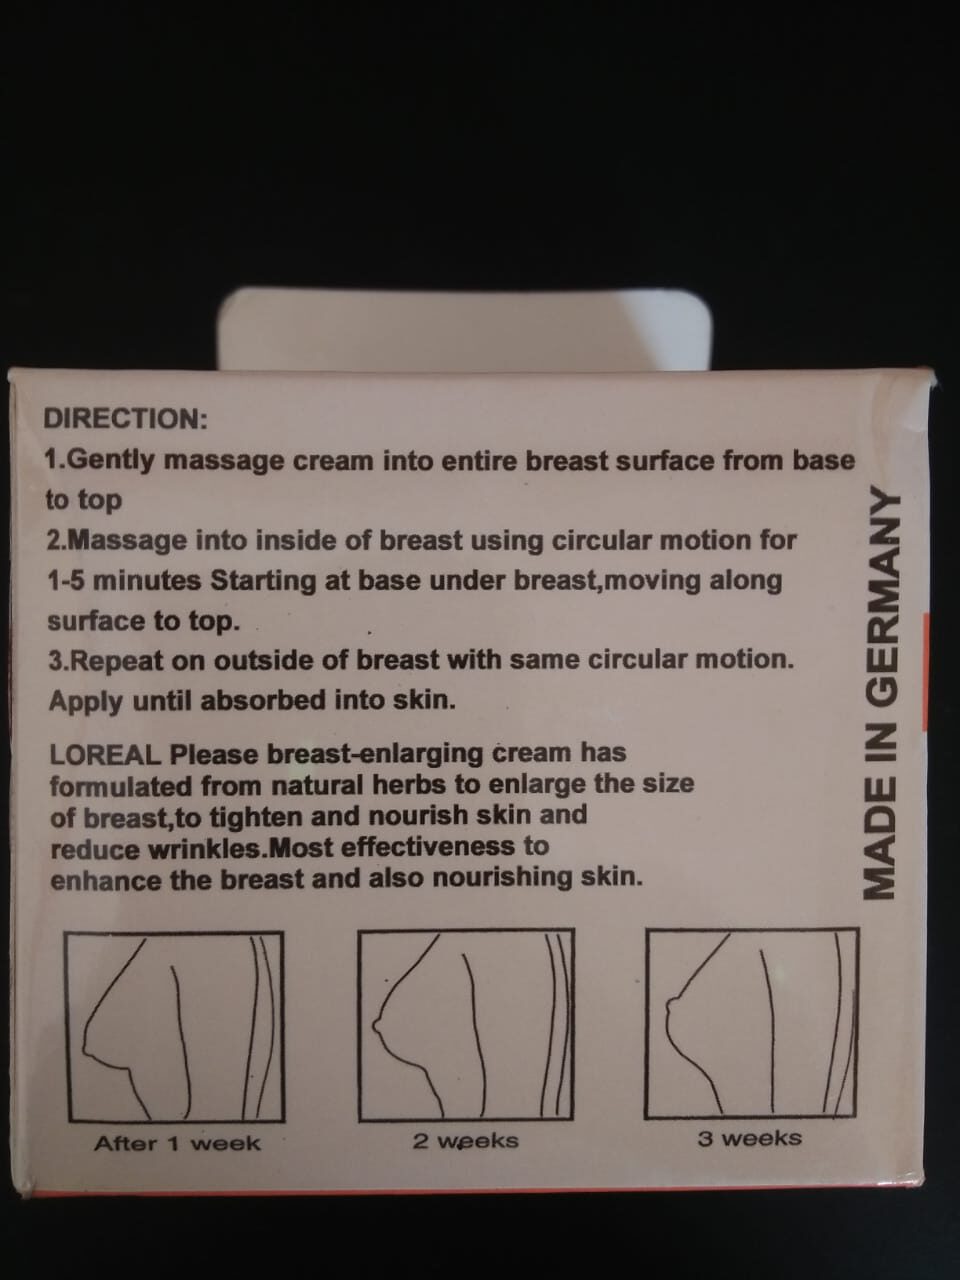 DIRECTION:
1.Gently massage cream into entire breast surface from base
to top
2.Massage into inside of breast using circular motion for
1-5 minutes Starting at base under breast,moving along
surface to top.
3.Repeat on outside of breast with same circular motion.
Apply until absorbed into skin.
LOREAL Please breast-enlarging cream has
formulated from natural herbs to enlarge the size
of breast,to tighten and nourish skin and
reduce wrinkles.Most effectiveness to
enhance the breast and also nourishing skin.
MADE IN GERMANY
After 1 week
2 weeks
3 weeks